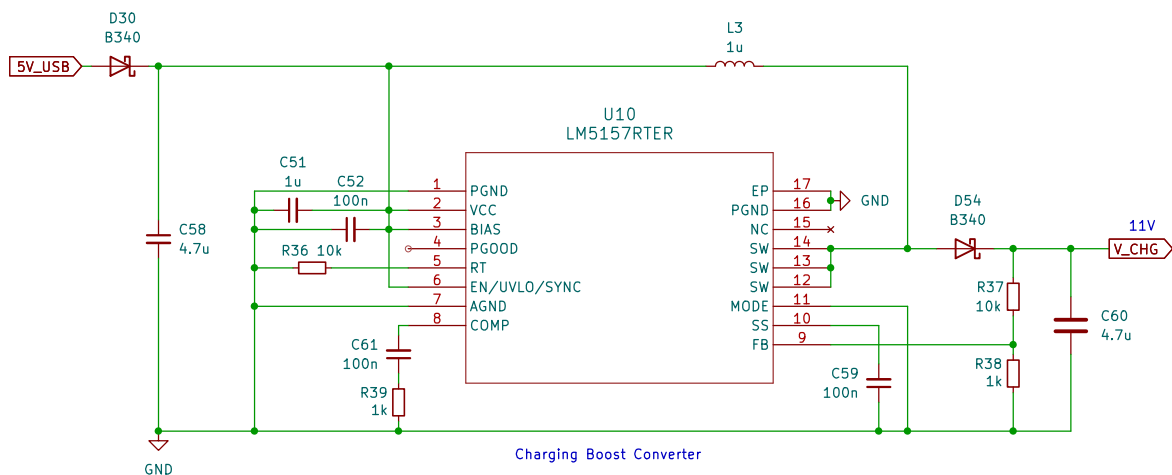 D30
B340
5V_USB
L3
1u
U10
LM5157RTER
C51
1u
C52
100n
1 PGND
2 VCC
3 BIAS
4 PGOOD
R36 10k
5 RT
6 EN/UVLO/SYNC
7 AGND
8 COMP
EP 17
PGND 16
NC 15
SW 14
SW 13
SW 12
MODE 11
SS 10
FB 9
GND
D54
B340
11V
V_CHG
C58
4.7u
R37
10k
C60
4.7u
C61
100n
R38
1k
C59
100n
R39
1k
GND
Charging Boost Converter